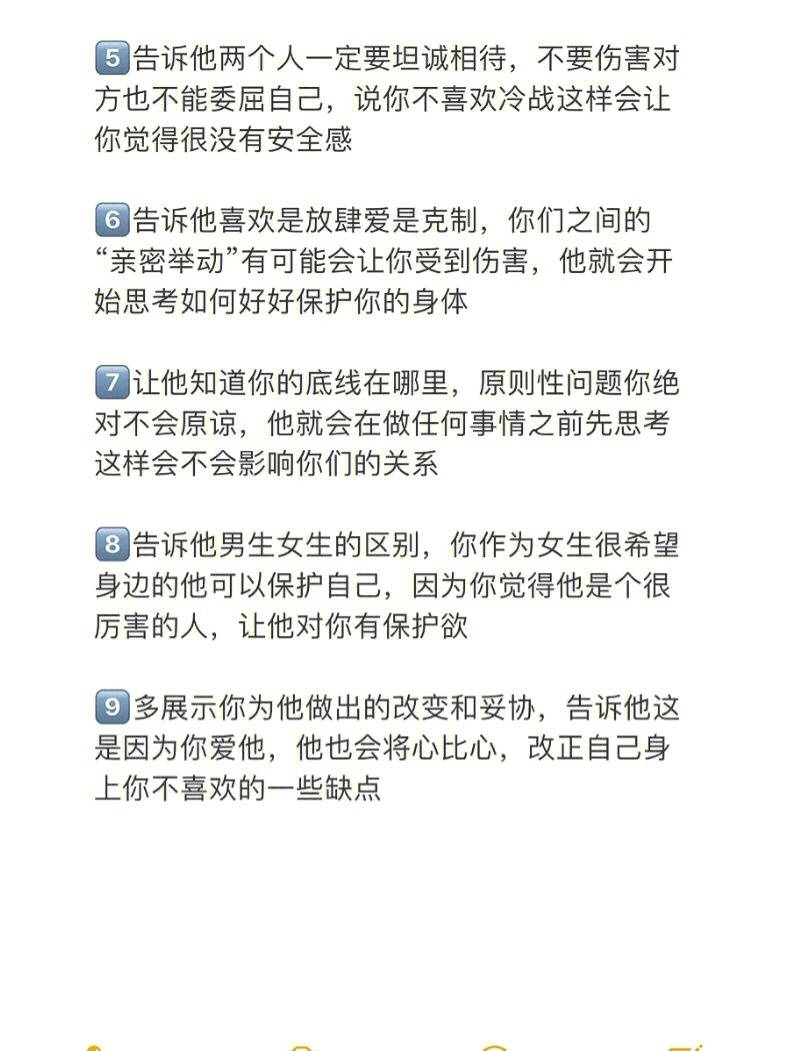 5️⃣告诉他两个人一定要坦诚相待，不要伤害对
方也不能委屈自己，说你不喜欢冷战这样会让
你觉得很没有安全感
6️⃣告诉他喜欢是放肆爱是克制，你们之间的
“亲密举动”有可能会让你受到伤害，他就会开
始思考如何好好保护你的身体
7️⃣让他知道你的底线在哪里，原则性问题你绝
对不会原谅，他就会在做任何事情之前先思考
这样会不会影响你们的关系
8️⃣告诉他男生女生的区别，你作为女生很希望
身边的他可以保护自己，因为你觉得他是个很
厉害的人，让他对你有保护欲
9️⃣多展示你为他做出的改变和妥协，告诉他这
是因为你爱他，他也会将心比心，改正自己身
上你不喜欢的一些缺点